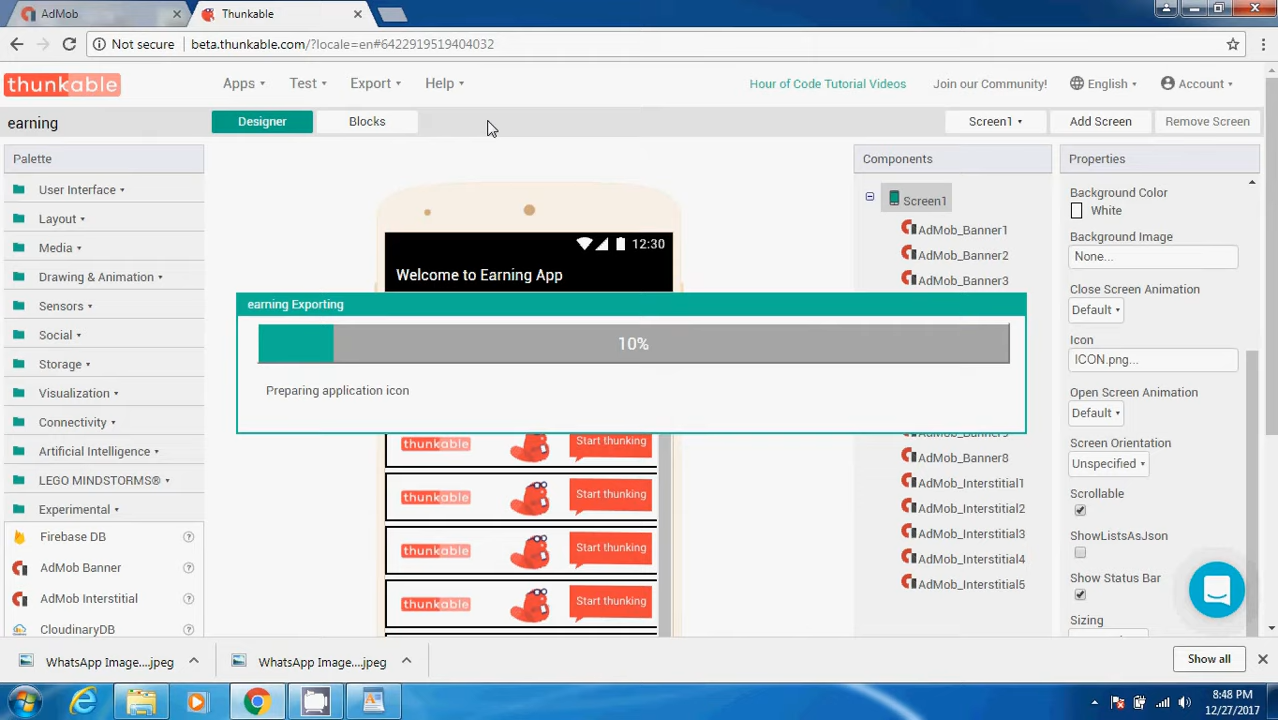 AdMob
Thunkable
Not secure
beta.thunkable.com/?locale=en#6422919519404032
thunkable
Apps
Test
Export
Help
Hour of Code Tutorial Videos
Join our Community!
English
Account
earning
Designer
Blocks
Screen1
Add Screen
Remove Screen
Palette
User Interface
Layout
Media
Drawing & Animation
Sensors
Social
Storage
Visualization
Connectivity
Artificial Intelligence
LEGO MINDSTORMS®
Experimental
Firebase DB
AdMob Banner
AdMob Interstitial
CloudinaryDB
12:30
Welcome to Earning App
earning Exporting
10%
Preparing application icon
thunkable
Start thunking
thunkable
Start thunking
thunkable
Start thunking
thunkable
Start thunking
Components
Screen1
AdMob_Banner1
AdMob_Banner2
AdMob_Banner3
AdMob_Banner8
AdMob_Interstitial1
AdMob_Interstitial2
AdMob_Interstitial3
AdMob_Interstitial4
AdMob_Interstitial5
Properties
Background Color
White
Background Image
None...
Close Screen Animation
Default
Icon
ICON.png...
Open Screen Animation
Default
Screen Orientation
Unspecified
Scrollable
ShowListsAsJson
Show Status Bar
Sizing
WhatsApp Image....jpeg
WhatsApp Image....jpeg
Show all
8:48 PM
12/27/2017